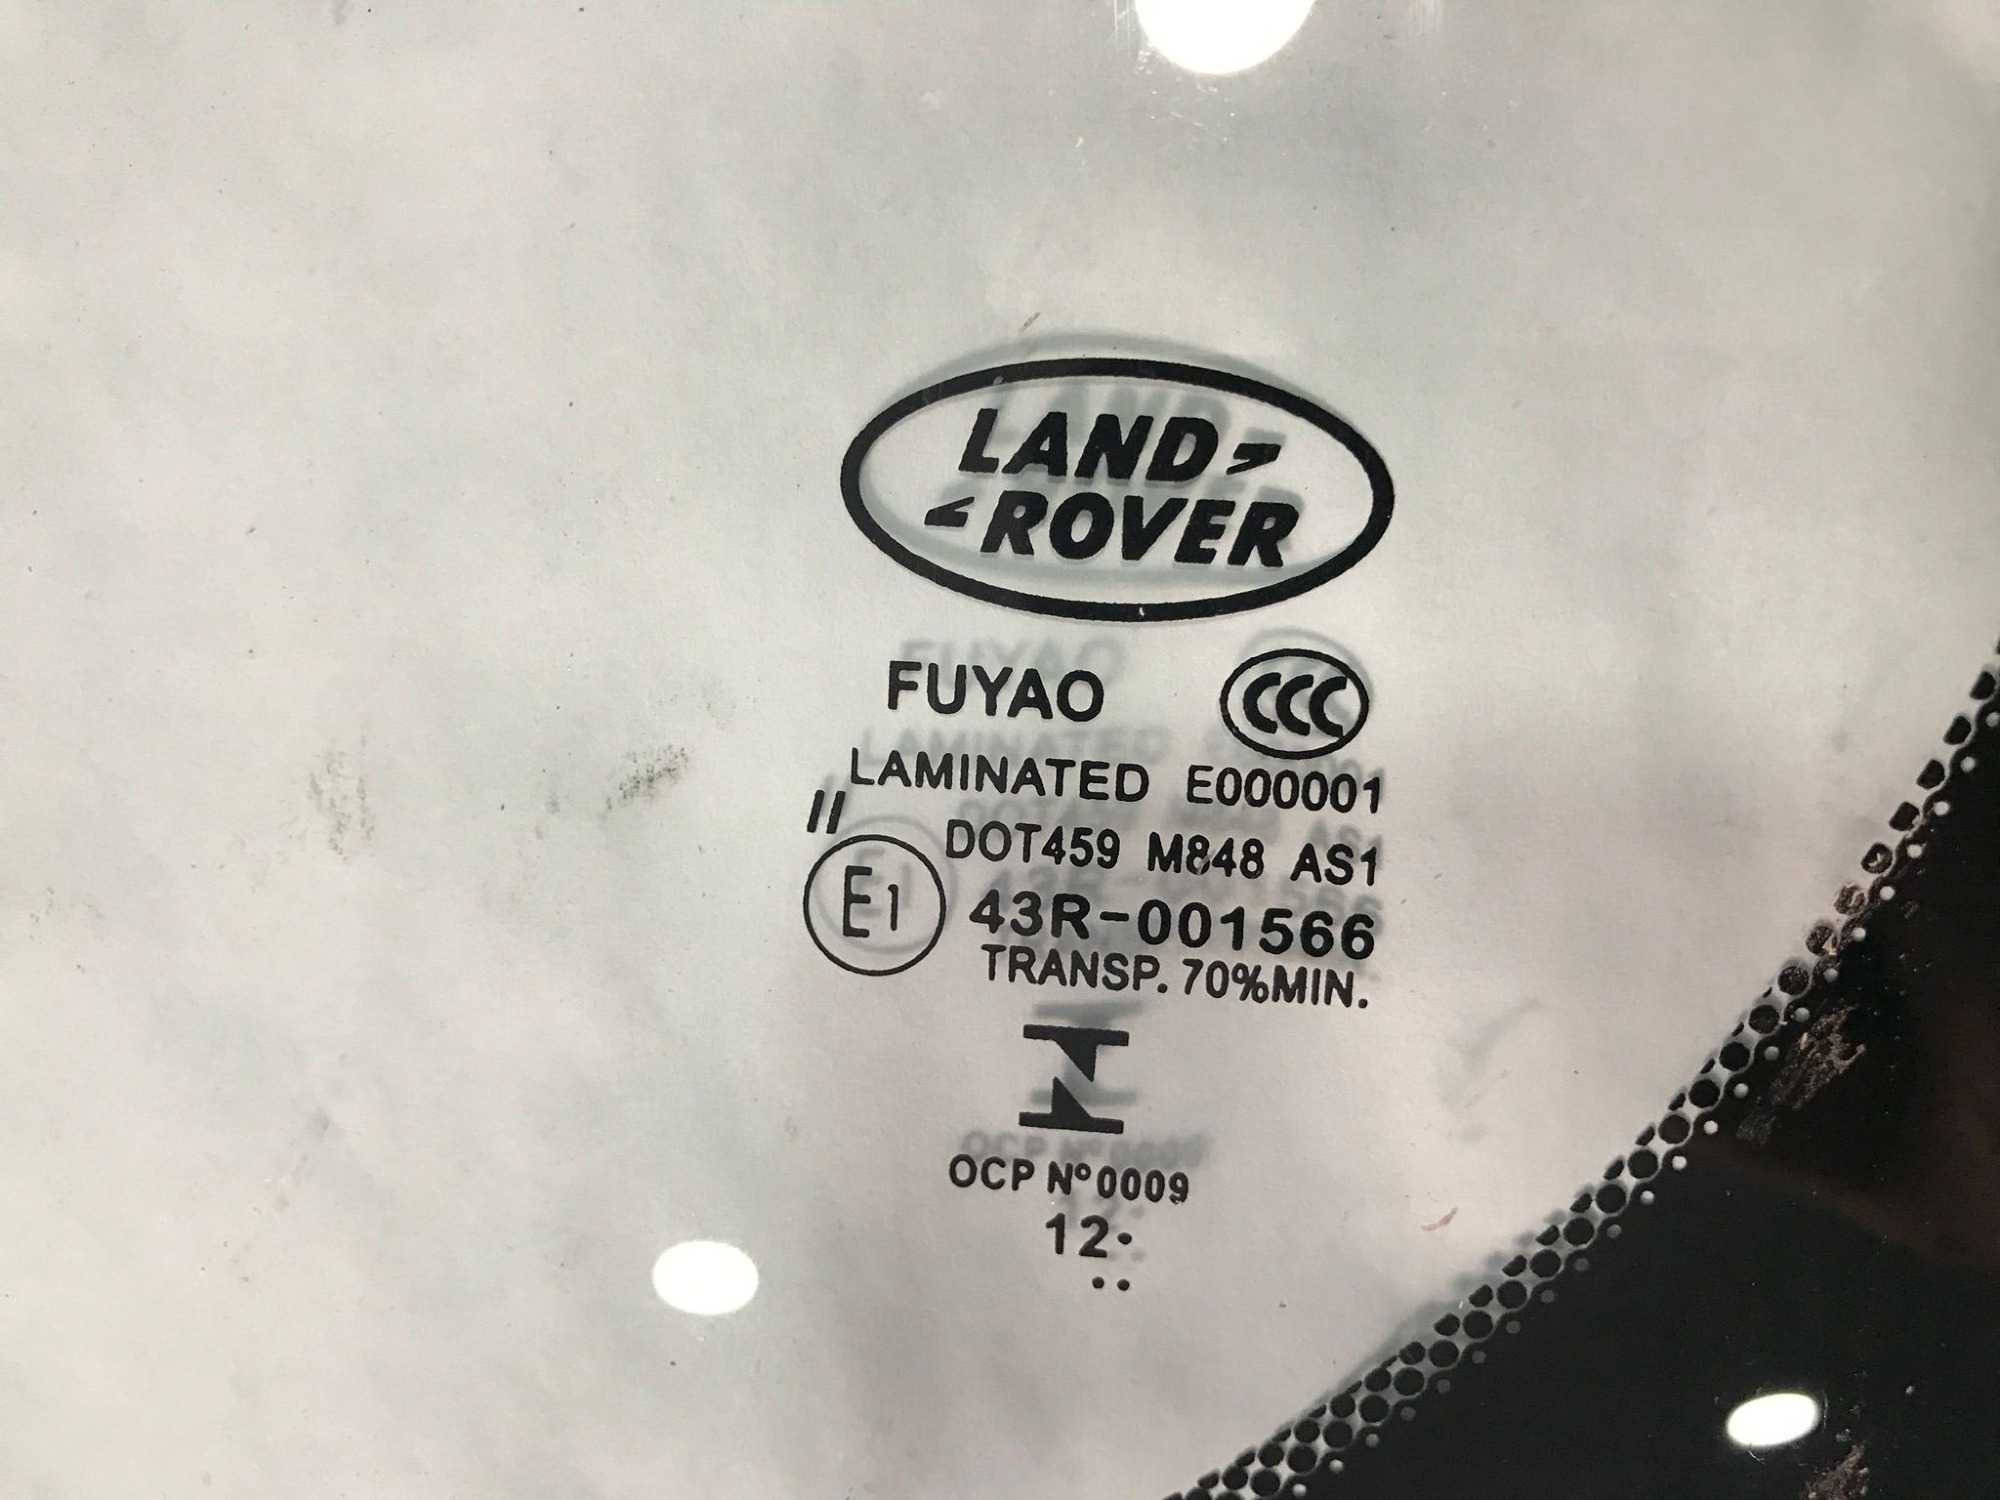 LAND
ROVER
FUYAO CCC
LAMINATED E000001
II
DOT459 M848 AS1
E1 43R-001566
TRANSP. 70%MIN.
OCP Nº0009
12·
··